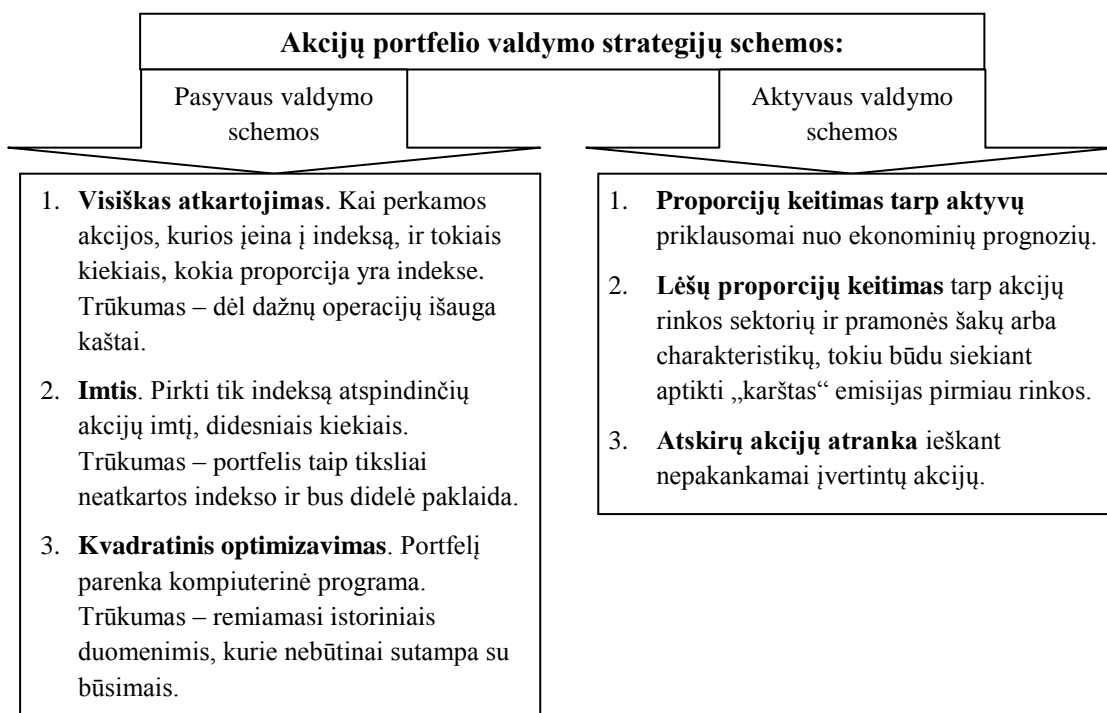 Akcijų portfelio valdymo strategijų schemos:
Pasyvaus valdymo
schemos
1. Visiškas atkartojimas. Kai perkamos
akcijos, kurios įeina į indeksą, ir tokiais
kiekiais, kokia proporcija yra indekse.
Trūkumas – dėl dažnų operacijų išauga
kaštai.
2. Imtis. Pirkti tik indeksą atspindinčių
akcijų imtį, didesniais kiekiais.
Trūkumas – portfelis taip tiksliai
neatkartos indekso ir bus didelė paklaida.
3. Kvadratinis optimizavimas. Portfelį
parenka kompiuterinė programa.
Trūkumas – remiamasi istoriniais
duomenimis, kurie nebūtinai sutampa su
būsimais.
Aktyvaus valdymo
schemos
1. Proporcijų keitimas tarp aktyvų
priklausomai nuo ekonominių prognozių.
2. Lėšų proporcijų keitimas tarp akcijų
rinkos sektorių ir pramonės šakų arba
charakteristikų, tokiu būdu siekiant
aptikti „karštas“ emisijas pirmiau rinkos.
3. Atskirų akcijų atranka ieškant
nepakankamai įvertintų akcijų.